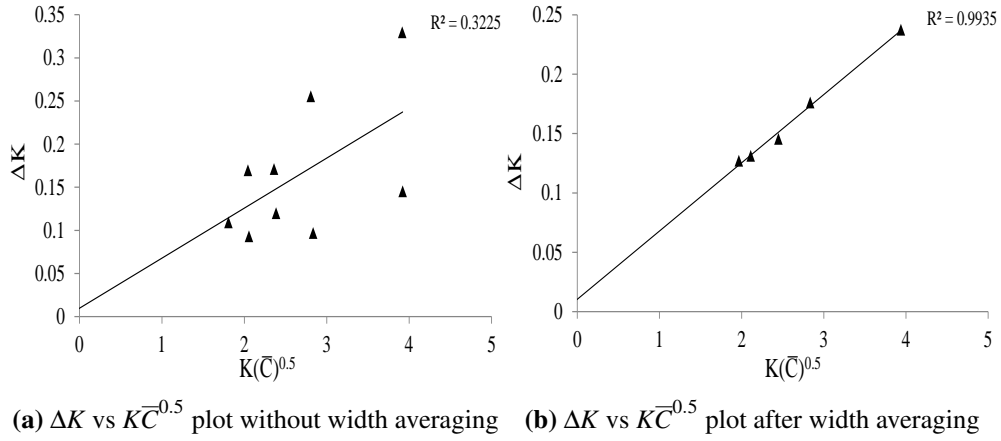 0.35
0.3
0.25
0.2
0.15
0.1
0.05
0
0 1 2 3 4 5
ΔK
K(C̅)^0.5
R² = 0.3225
0.25
0.2
0.15
0.1
0.05
0
0 1 2 3 4 5
ΔK
K(C̅)^0.5
R² = 0.9935
(a) ΔK vs KC̅^0.5 plot without width averaging
(b) ΔK vs KC̅^0.5 plot after width averaging